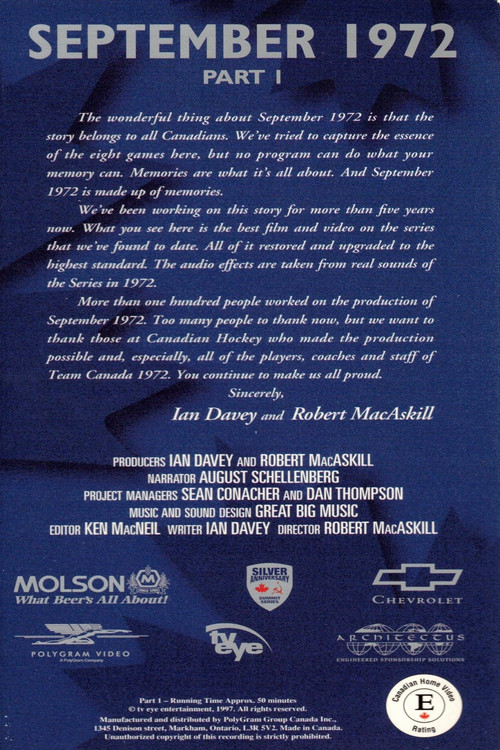 SEPTEMBER 1972
PART I
The wonderful thing about September 1972 is that the
story belongs to all Canadians. We've tried to capture the essence
of the eight games here, but no program can do what your
memory can. Memories are what it's all about. And September
1972 is made up of memories.
We've been working on this story for more than five years
now. What you see here is the best film and video on the series
that we've found to date. All of it restored and upgraded to the
highest standard. The audio effects are taken from real sounds of
the Series in 1972.
More than one hundred people worked on the production of
September 1972. Too many people to thank now, but we want to
thank those at Canadian Hockey who made the production
possible and, especially, all of the players, coaches and staff of
Team Canada 1972. You continue to make us all proud.
Sincerely,
Ian Davey and Robert MacAskill
PRODUCERS IAN DAVEY AND ROBERT MACASKILL
NARRATOR AUGUST SCHELLENBERG
PROJECT MANAGERS SEAN CONACHER AND DAN THOMPSON
MUSIC AND SOUND DESIGN GREAT BIG MUSIC
EDITOR KEN MACNEIL WRITER IAN DAVEY DIRECTOR ROBERT MACASKILL
MOLSON
What Beer's All About!
SILVER
ANNIVERSARY
SUMMIT
SERIES
CHEVROLET
POLYGRAM VIDEO
A PolyGram Company
tv
eye
ARCHITECTUS
ENGINEERED SPONSORSHIP SOLUTIONS
Part 1 - Running Time Approx. 50 minutes
© tv eye entertainment, 1997. All rights reserved.
Manufactured and distributed by PolyGram Group Canada Inc.,
1345 Denison street, Markham, Ontario, L3R 5V2. Made in Canada.
Unauthorized copyright of this recording is strictly prohibited.
Canadian Home Video
E
Rating